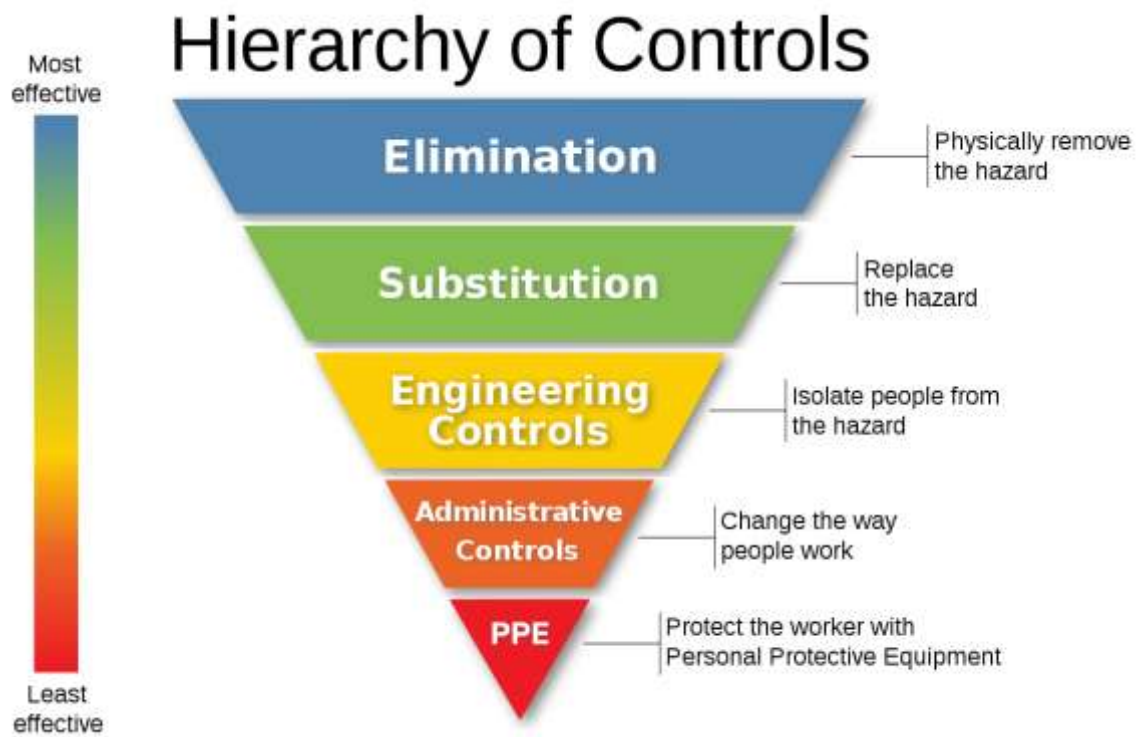 Hierarchy of Controls
Most
effective
Elimination
Physically remove
the hazard
Substitution
Replace
the hazard
Engineering
Controls
Isolate people from
the hazard
Administrative
Controls
Change the way
people work
PPE
Protect the worker with
Personal Protective Equipment
Least
effective